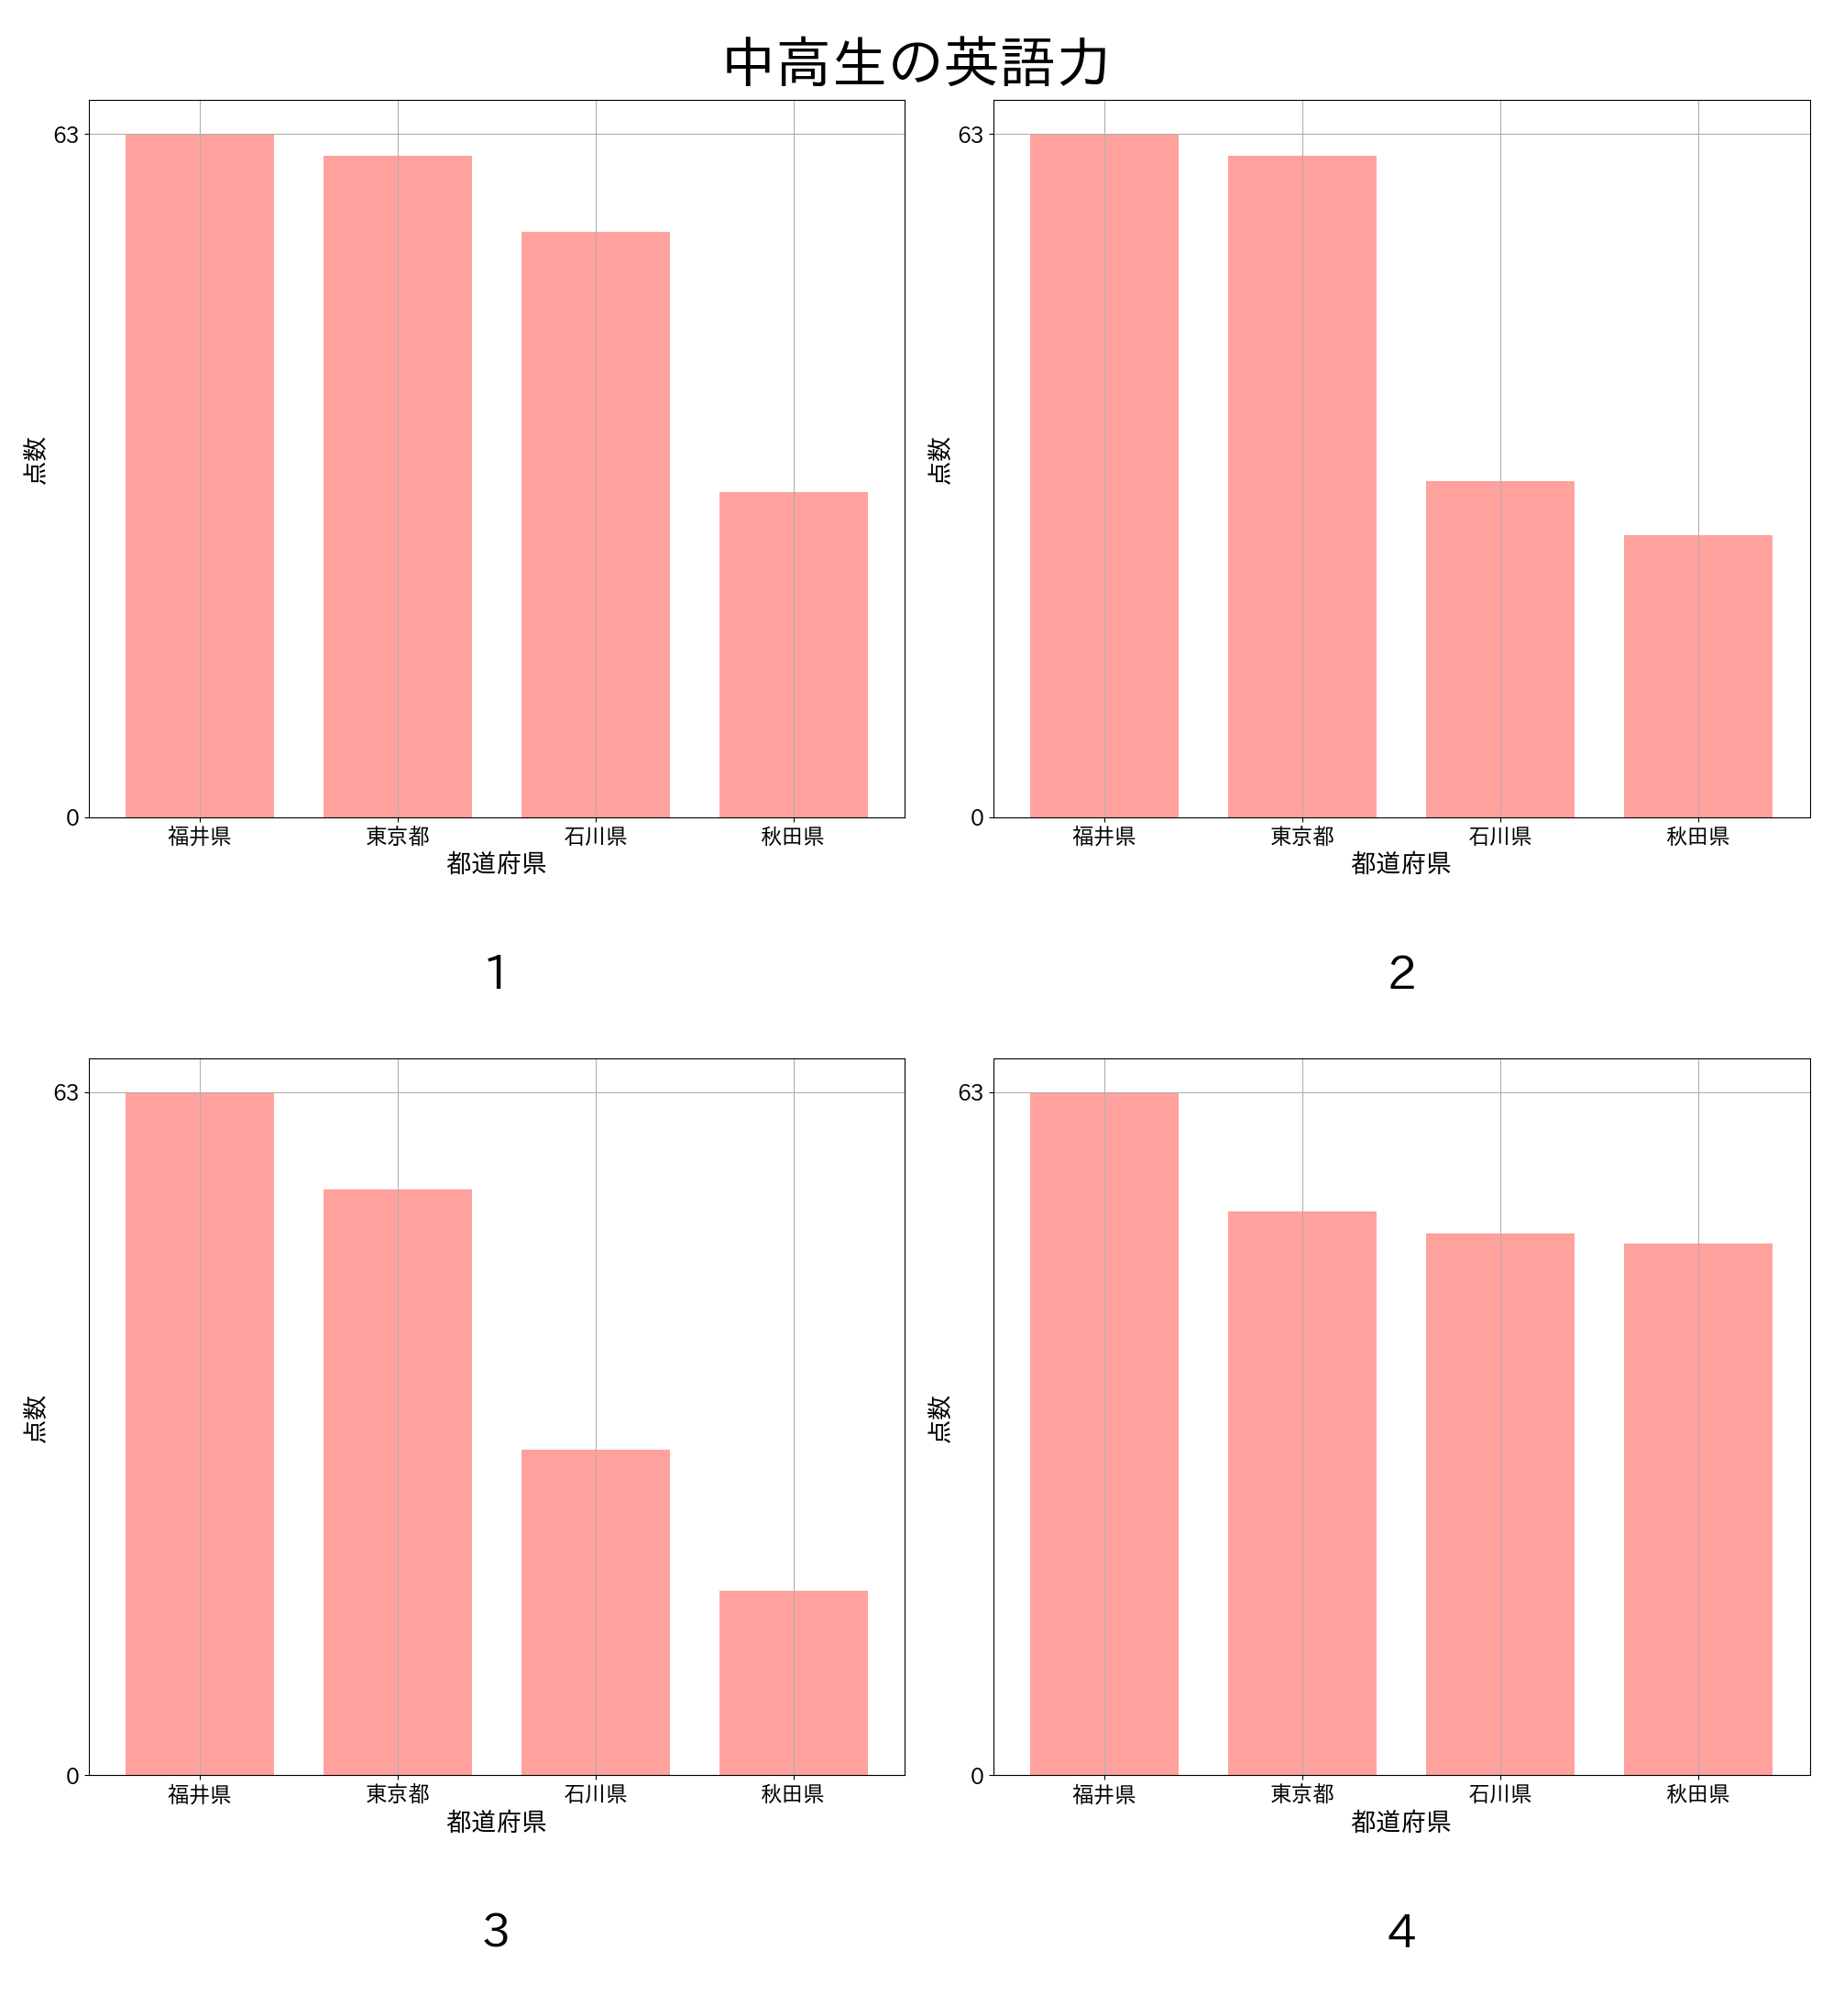 中高生の英語力
63
0
点数
福井県 東京都 石川県 秋田県
都道府県
1
63
0
点数
福井県 東京都 石川県 秋田県
都道府県
2
63
0
点数
福井県 東京都 石川県 秋田県
都道府県
3
63
0
点数
福井県 東京都 石川県 秋田県
都道府県
4